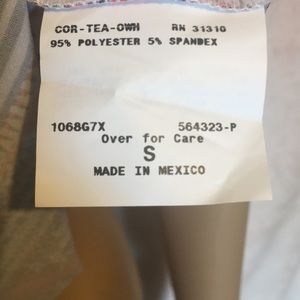 COR-TEA-OWH RN 31310
95% POLYESTER 5% SPANDEX
1068G7X 564323-P
Over for Care
S
MADE IN MEXICO